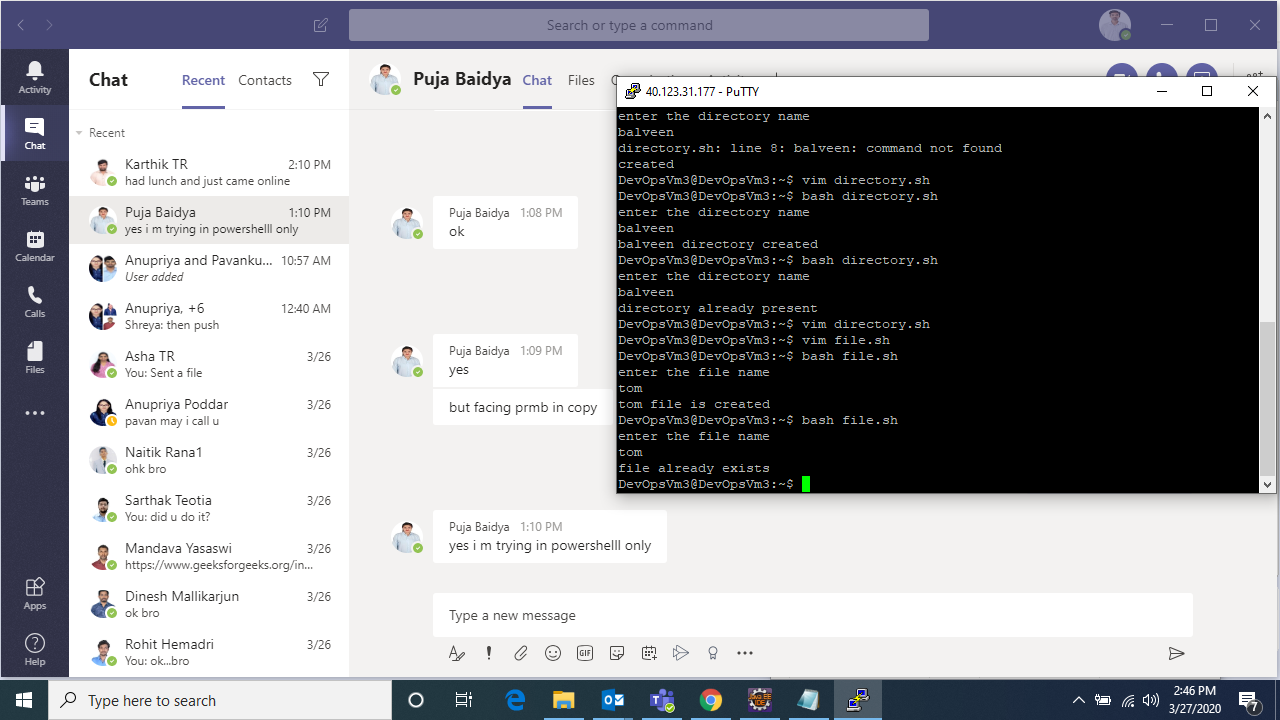 Search or type a command
Activity
Chat
Teams
Calendar
Calls
Files
Apps
Help
Chat
Recent
Contacts
Recent
Karthik TR 2:10 PM
had lunch and just came online
Puja Baidya 1:10 PM
yes i m trying in powershelll only
Anupriya and Pavanku... 10:57 AM
User added
Anupriya, +6 12:40 AM
Shreya: then push
Asha TR 3/26
You: Sent a file
Anupriya Poddar 3/26
pavan may i call u
Naitik Rana1 3/26
ohk bro
Sarthak Teotia 3/26
You: did u do it?
Mandava Yasaswi 3/26
https://www.geeksforgeeks.org/in...
Dinesh Mallikarjun 3/26
ok bro
Rohit Hemadri 3/26
You: ok...bro
Puja Baidya Chat Files
Puja Baidya 1:08 PM
ok
Puja Baidya 1:09 PM
yes
but facing prmb in copy
Puja Baidya 1:10 PM
yes i m trying in powershelll only
Type a new message
GIF
40.123.31.177 - PuTTY
enter the directory name
balveen
directory.sh: line 8: balveen: command not found
created
DevOpsVm3@DevOpsVm3:~$ vim directory.sh
DevOpsVm3@DevOpsVm3:~$ bash directory.sh
enter the directory name
balveen
balveen directory created
DevOpsVm3@DevOpsVm3:~$ bash directory.sh
enter the directory name
balveen
directory already present
DevOpsVm3@DevOpsVm3:~$ vim directory.sh
DevOpsVm3@DevOpsVm3:~$ vim file.sh
DevOpsVm3@DevOpsVm3:~$ bash file.sh
enter the file name
tom
tom file is created
DevOpsVm3@DevOpsVm3:~$ bash file.sh
enter the file name
tom
file already exists
DevOpsVm3@DevOpsVm3:~$
Type here to search
2:46 PM
3/27/2020
7